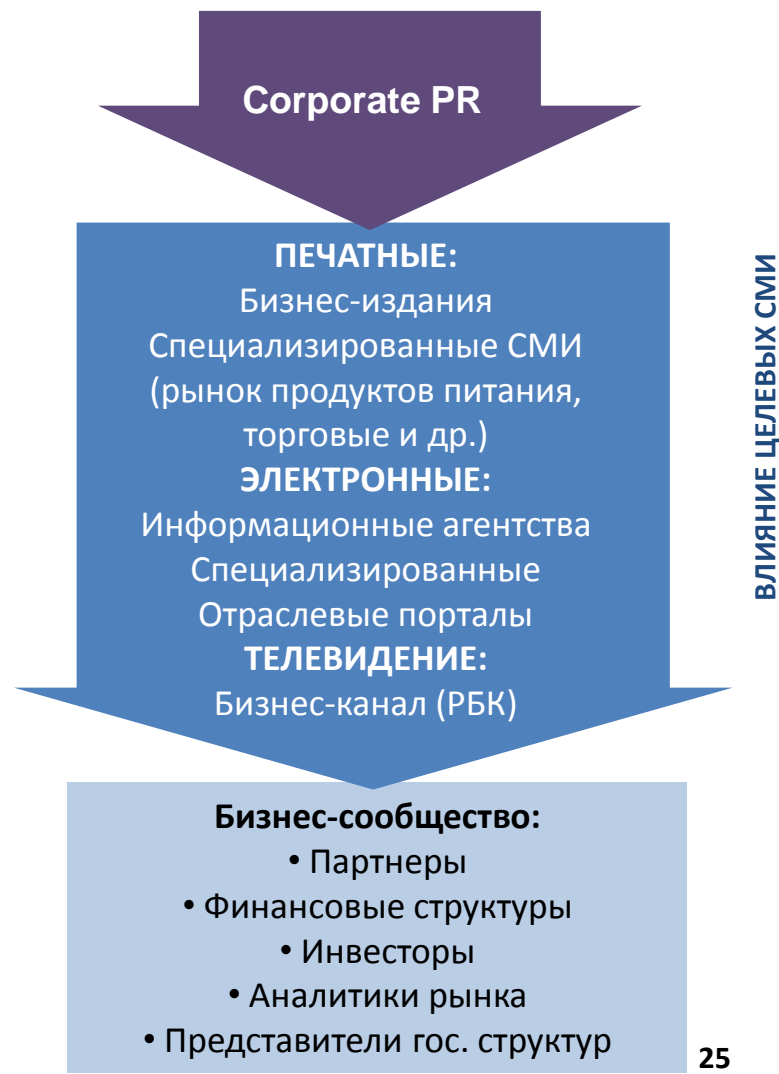 Corporate PR
ПЕЧАТНЫЕ:
Бизнес-издания
Специализированные СМИ
(рынок продуктов питания,
торговые и др.)
ЭЛЕКТРОННЫЕ:
Информационные агентства
Специализированные
Отраслевые порталы
ТЕЛЕВИДЕНИЕ:
Бизнес-канал (РБК)
ВЛИЯНИЕ ЦЕЛЕВЫХ СМИ
Бизнес-сообщество:
• Партнеры
• Финансовые структуры
• Инвесторы
• Аналитики рынка
• Представители гос. структур
25